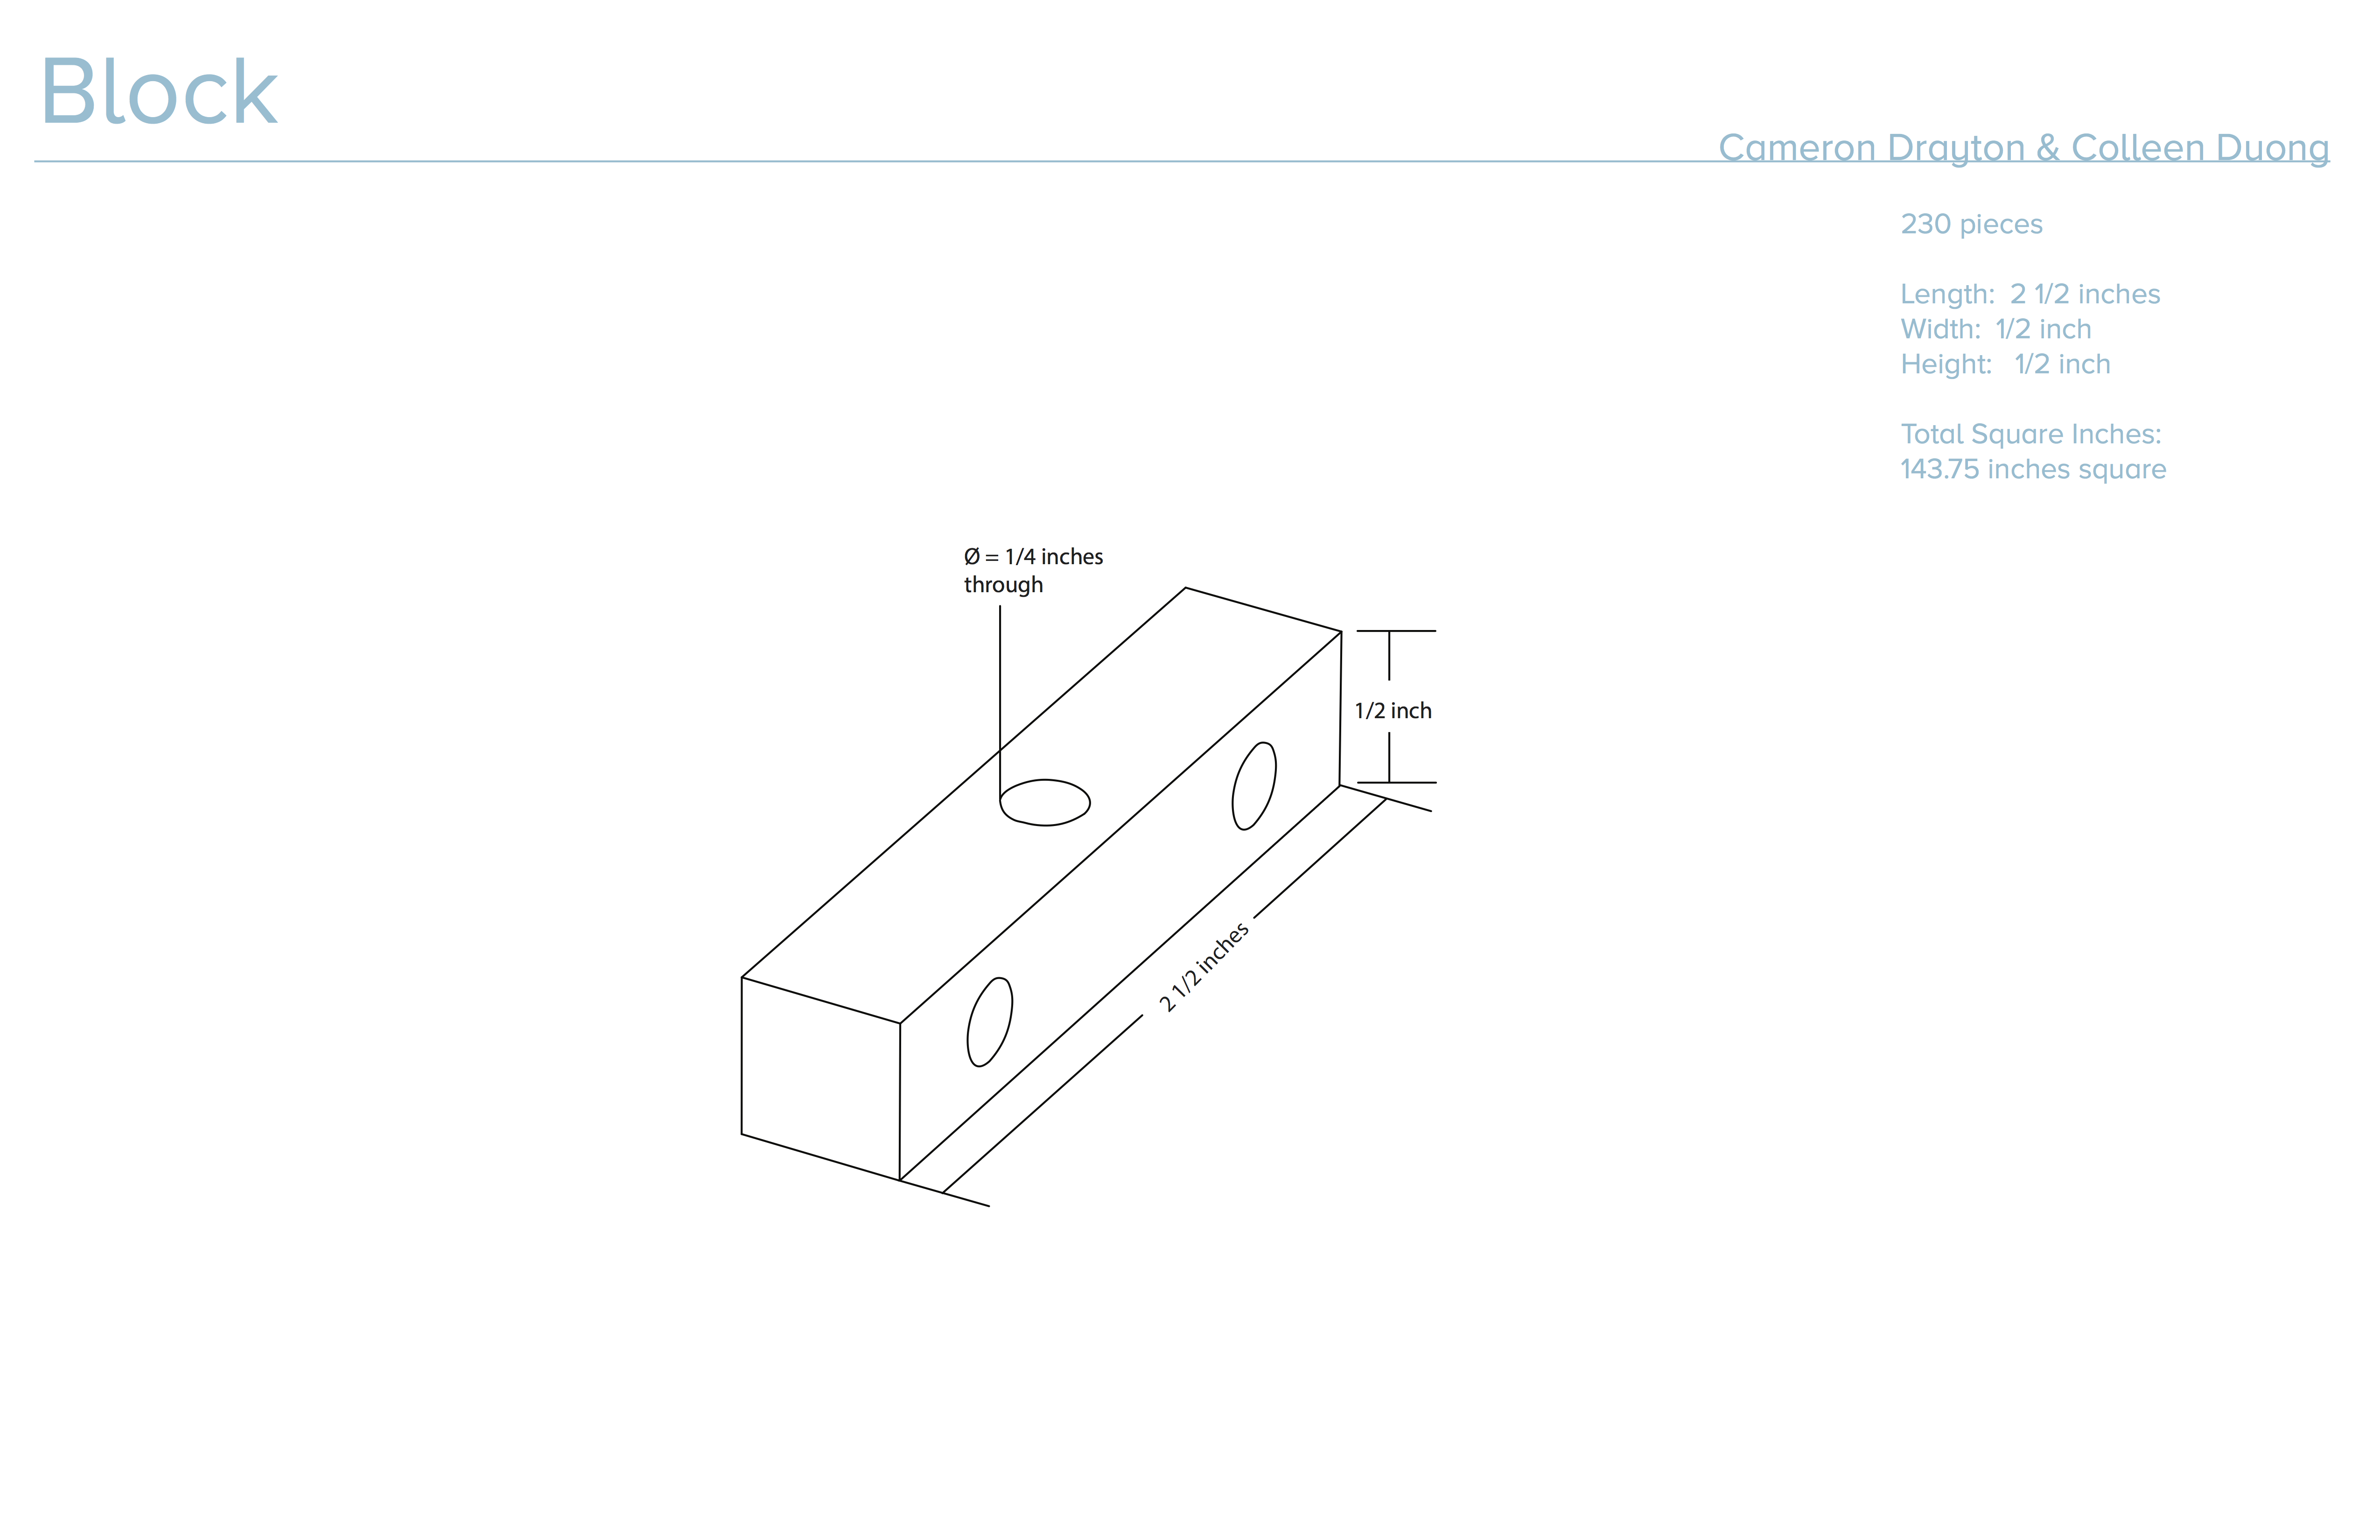 Block
Cameron Drayton & Colleen Duong
230 pieces
Length: 2 1/2 inches
Width: 1/2 inch
Height: 1/2 inch
Total Square Inches:
143.75 inches square
Ø = 1/4 inches
through
1/2 inch
2 1/2 inches